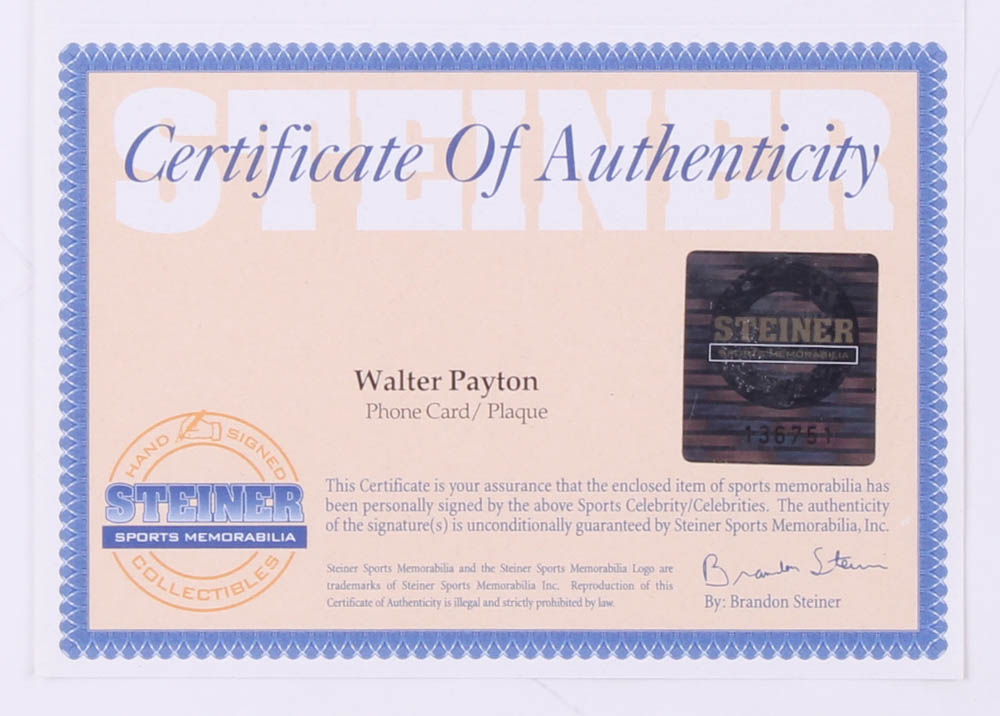 STEINER
Certificate Of Authenticity
STEINER
SPORTS MEMORABILIA
136751
Walter Payton
Phone Card/ Plaque
HAND SIGNED
STEINER
SPORTS MEMORABILIA
COLLECTIBLES
This Certificate is your assurance that the enclosed item of sports memorabilia has
been personally signed by the above Sports Celebrity/Celebrities. The authenticity
of the signature(s) is unconditionally guaranteed by Steiner Sports Memorabilia, Inc.
Steiner Sports Memorabilia and the Steiner Sports Memorabilia Logo are
trademarks of Steiner Sports Memorabilia Inc. Reproduction of this
Certificate of Authenticity is illegal and strictly prohibited by law.
Brandon Steiner
By: Brandon Steiner